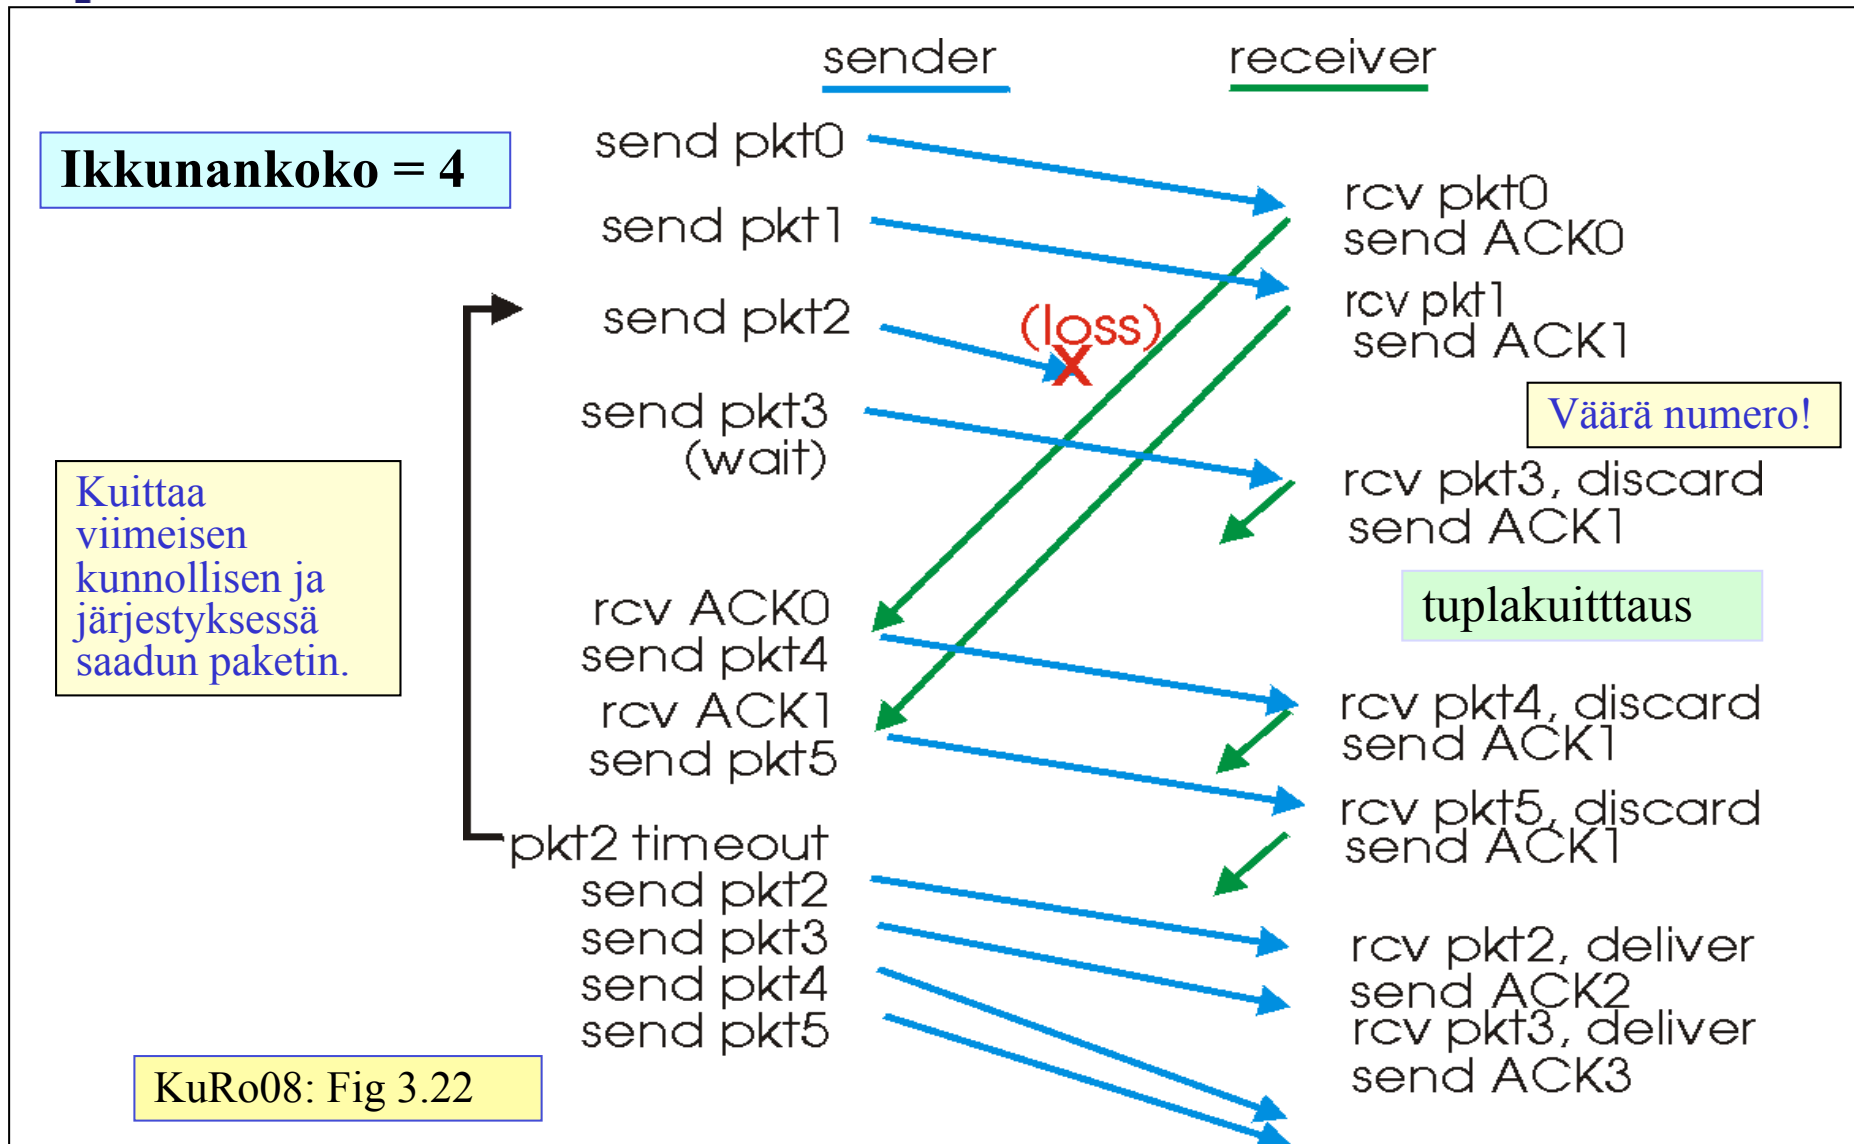 sender
receiver
Ikkunankoko = 4
send pkt0
rcv pkt0
send ACK0
send pkt1
rcv pkt1
send ACK1
send pkt2
(loss)
X
send pkt3
(wait)
Väärä numero!
rcv pkt3, discard
send ACK1
Kuittaa
viimeisen
kunnollisen ja
järjestyksessä
saadun paketin.
tuplakuitttaus
rcv ACK0
send pkt4
rcv ACK1
send pkt5
rcv pkt4, discard
send ACK1
rcv pkt5, discard
send ACK1
pkt2 timeout
send pkt2
send pkt3
send pkt4
send pkt5
rcv pkt2, deliver
send ACK2
rcv pkt3, deliver
send ACK3
KuRo08: Fig 3.22